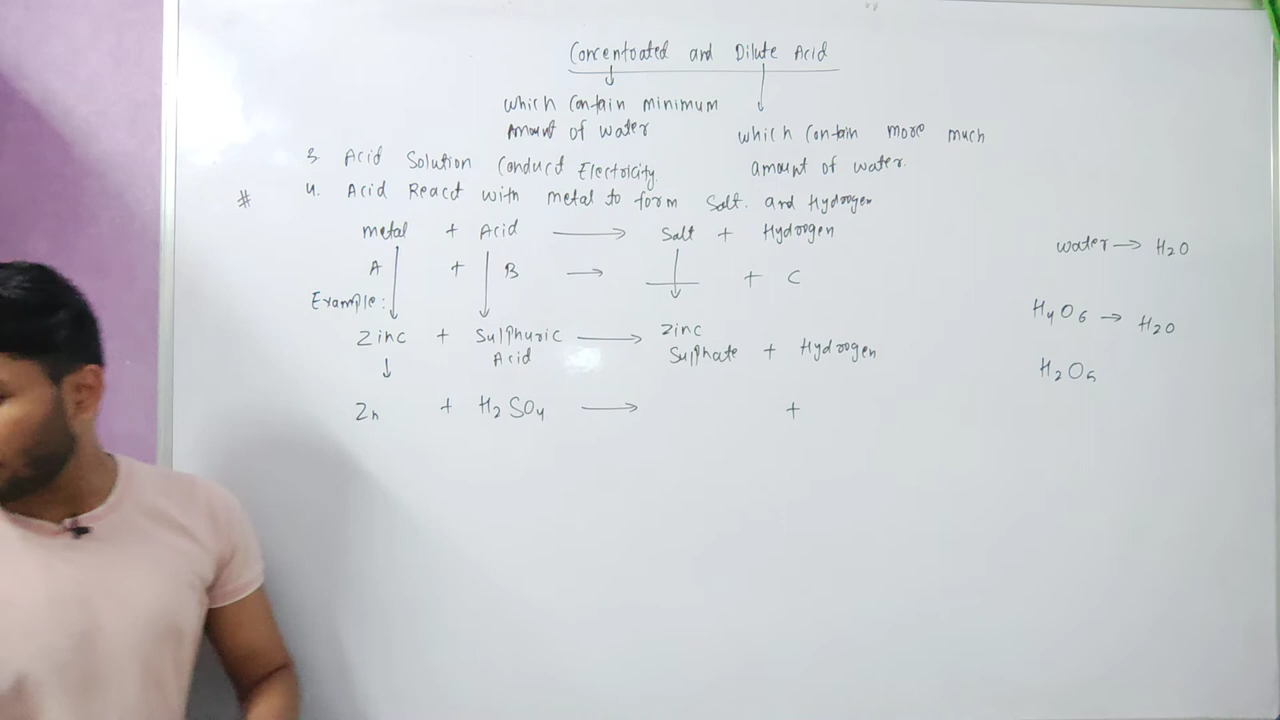 Concentrated and Dilute Acid
which contain minimum
Amount of water
which contain more much
amount of water.
3. Acid Solution Conduct Electricity.
# 4. Acid React with metal to form Salt. and Hydrogen
metal + Acid → Salt + Hydrogen
A + B → + C
Example:
Zinc + Sulphuric Acid → Zinc Sulphate + Hydrogen
Zn + H2SO4 → +
water → H2O
H4O6 → H2O